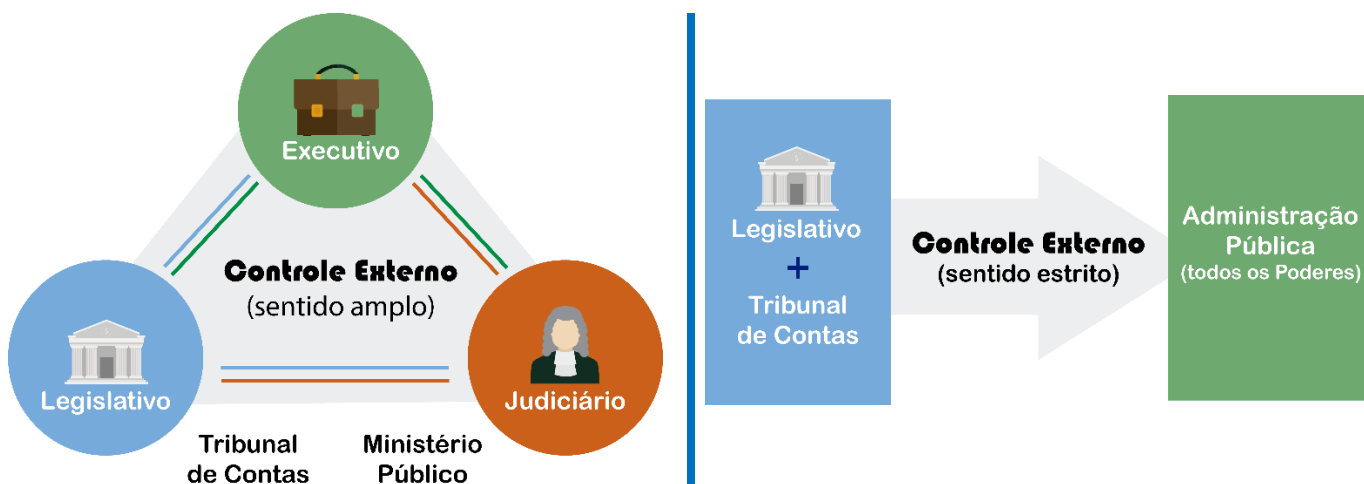 Executivo
Controle Externo
(sentido amplo)
Legislativo
Judiciário
Tribunal
de Contas
Ministério
Público
Legislativo
+
Tribunal
de Contas
Controle Externo
(sentido estrito)
Administração
Pública
(todos os Poderes)